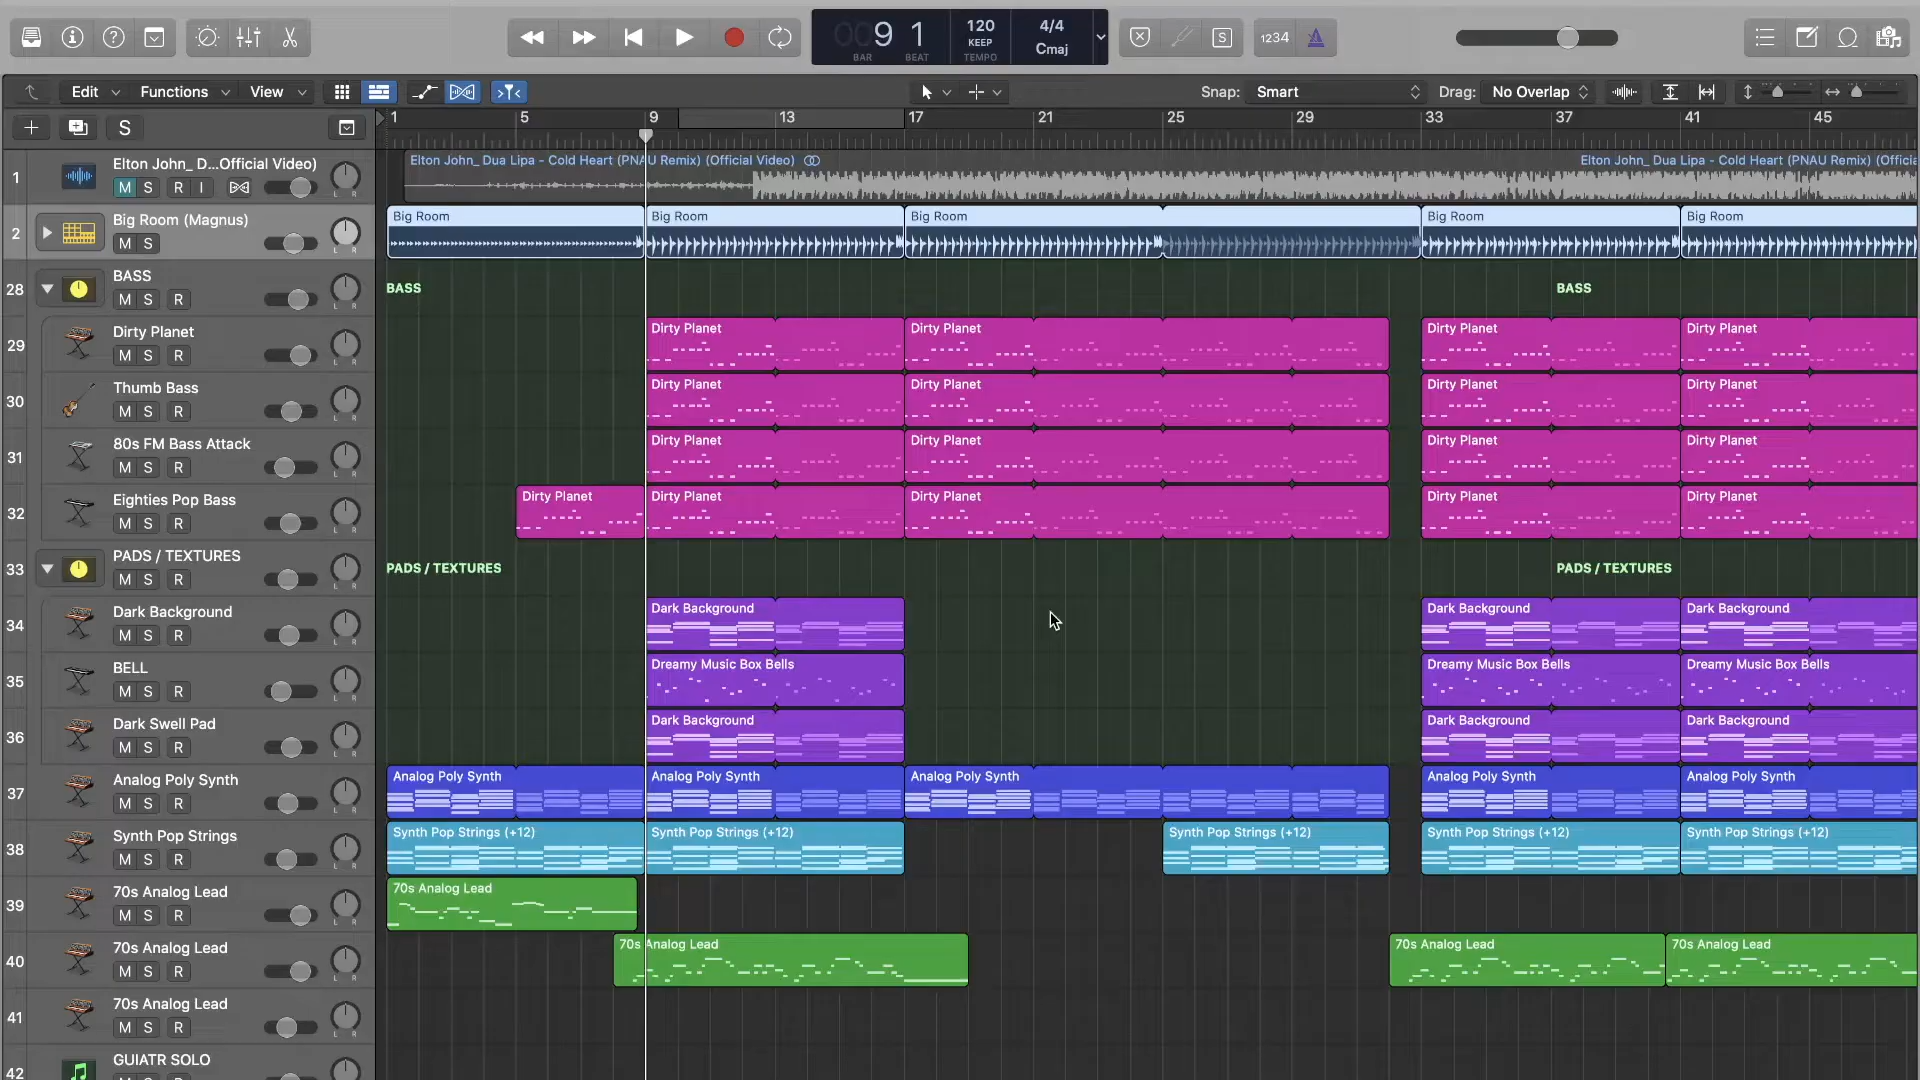 9 1
BAR BEAT
120
KEEP
TEMPO
4/4
Cmaj
S
1234
Edit
Functions
View
Snap: Smart
Drag: No Overlap
S
1 5 9 13 17 21 25 29 33 37 41 45
1
Elton John_ D...Official Video)
M S R I
Elton John_ Dua Lipa - Cold Heart (PNAU Remix) (Official Video)
Elton John_ Dua Lipa - Cold Heart (PNAU Remix) (Officia
2
Big Room (Magnus)
M S
Big Room Big Room Big Room Big Room Big Room
28
BASS
M S R
L R
BASS BASS
29
Dirty Planet
M S R
L R
Dirty Planet Dirty Planet Dirty Planet Dirty Planet
30
Thumb Bass
M S R
L R
Dirty Planet Dirty Planet Dirty Planet Dirty Planet
31
80s FM Bass Attack
M S R
L R
Dirty Planet Dirty Planet Dirty Planet Dirty Planet
32
Eighties Pop Bass
M S R
L R
Dirty Planet Dirty Planet Dirty Planet Dirty Planet Dirty Planet
33
PADS / TEXTURES
M S R
L R
PADS / TEXTURES PADS / TEXTURES
34
Dark Background
M S R
L R
Dark Background Dark Background Dark Background
35
BELL
M S R
L R
Dreamy Music Box Bells Dreamy Music Box Bells Dreamy Music Box Bells
36
Dark Swell Pad
M S R
L R
Dark Background Dark Background Dark Background
37
Analog Poly Synth
M S R
L R
Analog Poly Synth Analog Poly Synth Analog Poly Synth Analog Poly Synth Analog Poly Synth
38
Synth Pop Strings
M S R
L R
Synth Pop Strings (+12) Synth Pop Strings (+12) Synth Pop Strings (+12) Synth Pop Strings (+12) Synth Pop Strings (+12)
39
70s Analog Lead
M S R
L R
70s Analog Lead
40
70s Analog Lead
M S R
L R
70s Analog Lead 70s Analog Lead 70s Analog Lead
41
70s Analog Lead
M S R
L R
42
GUIATR SOLO